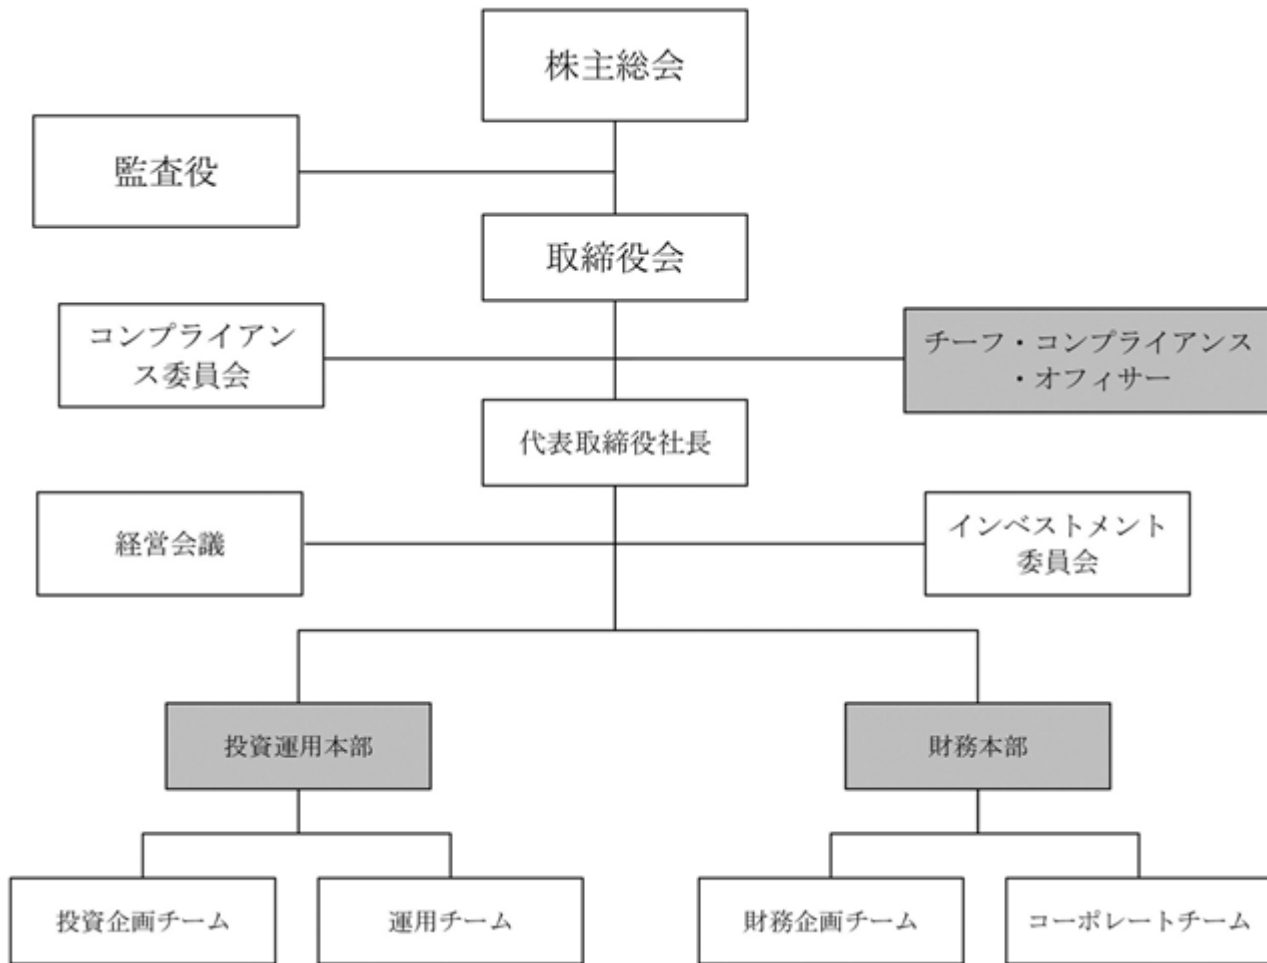 株主総会
監査役
取締役会
コンプライアン
ス委員会
チーフ・コンプライアンス
・オフィサー
代表取締役社長
経営会議
インベストメント
委員会
投資運用本部
財務本部
投資企画チーム
運用チーム
財務企画チーム
コーポレートチーム